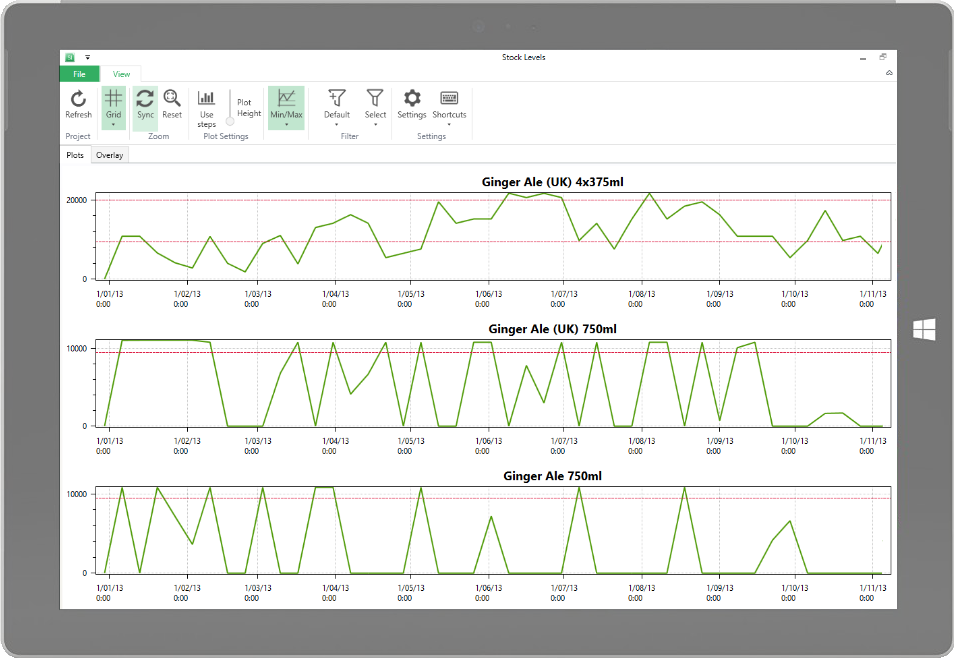 Stock Levels
File View
Refresh Grid Sync Reset Use steps Plot Height Min/Max Default Select Settings Shortcuts
Project Zoom Plot Settings Filter Settings
Plots Overlay
Ginger Ale (UK) 4x375ml
20000
0
1/01/13 1/02/13 1/03/13 1/04/13 1/05/13 1/06/13 1/07/13 1/08/13 1/09/13 1/10/13 1/11/13
0:00 0:00 0:00 0:00 0:00 0:00 0:00 0:00 0:00 0:00 0:00
Ginger Ale (UK) 750ml
10000
0
1/01/13 1/02/13 1/03/13 1/04/13 1/05/13 1/06/13 1/07/13 1/08/13 1/09/13 1/10/13 1/11/13
0:00 0:00 0:00 0:00 0:00 0:00 0:00 0:00 0:00 0:00 0:00
Ginger Ale 750ml
10000
0
1/01/13 1/02/13 1/03/13 1/04/13 1/05/13 1/06/13 1/07/13 1/08/13 1/09/13 1/10/13 1/11/13
0:00 0:00 0:00 0:00 0:00 0:00 0:00 0:00 0:00 0:00 0:00